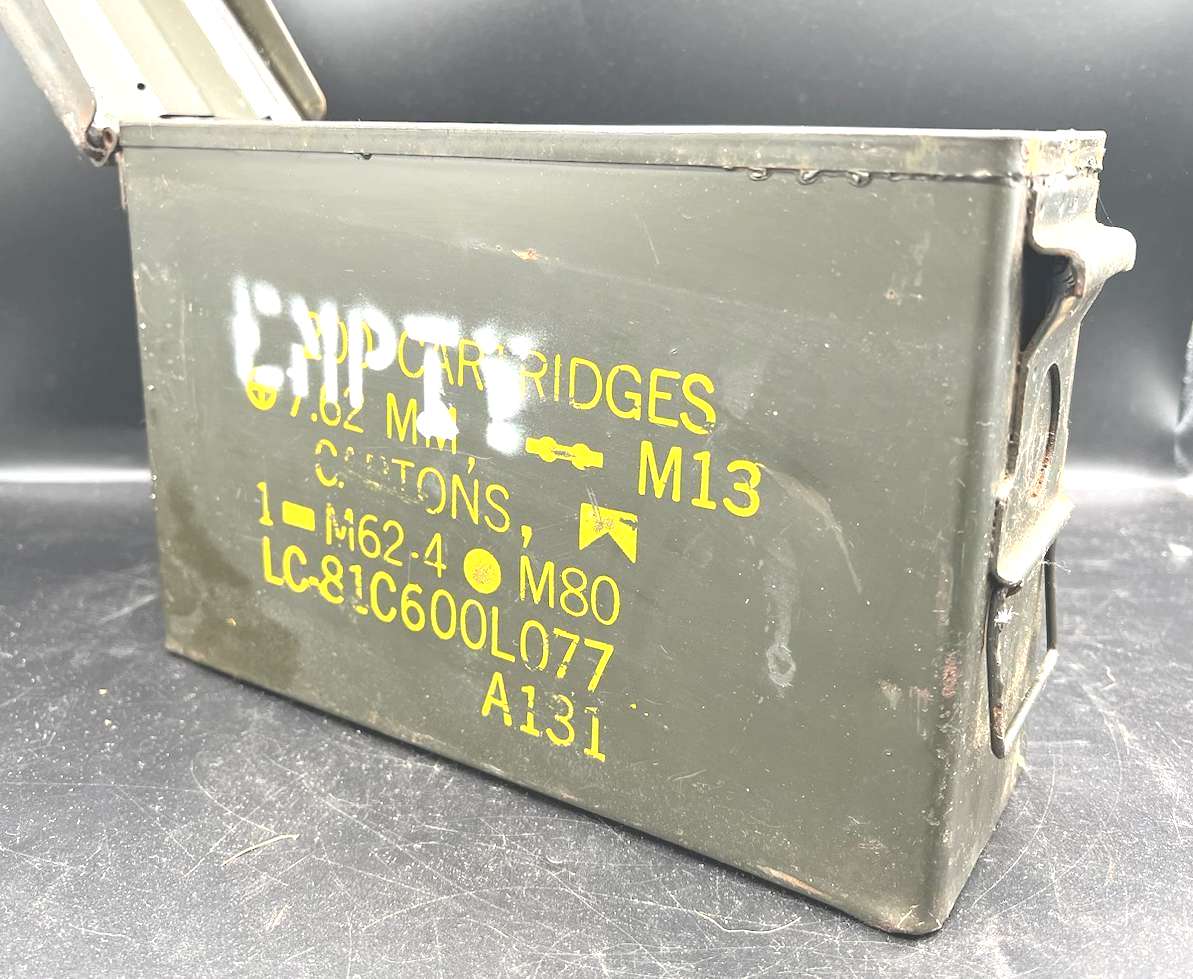 EMPTY
200 CARTRIDGES
7.62 MM, M13
CARTONS,
1 M62-4 M80
LC-81C600L077
A131